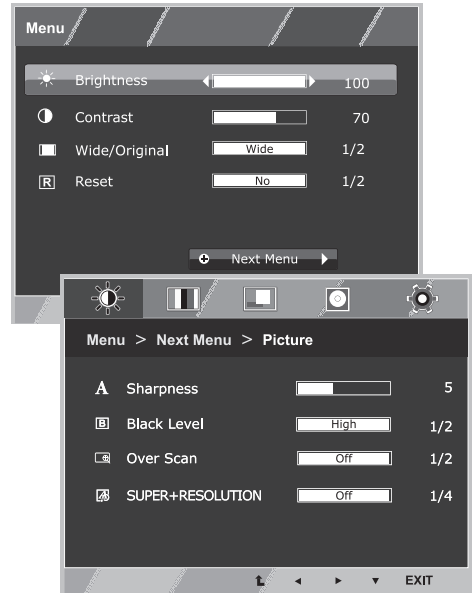 Menu
Brightness 100
Contrast 70
Wide/Original Wide 1/2
R Reset No 1/2
Next Menu
Menu > Next Menu > Picture
A Sharpness 5
B Black Level High 1/2
Over Scan Off 1/2
SUPER+RESOLUTION Off 1/4
EXIT